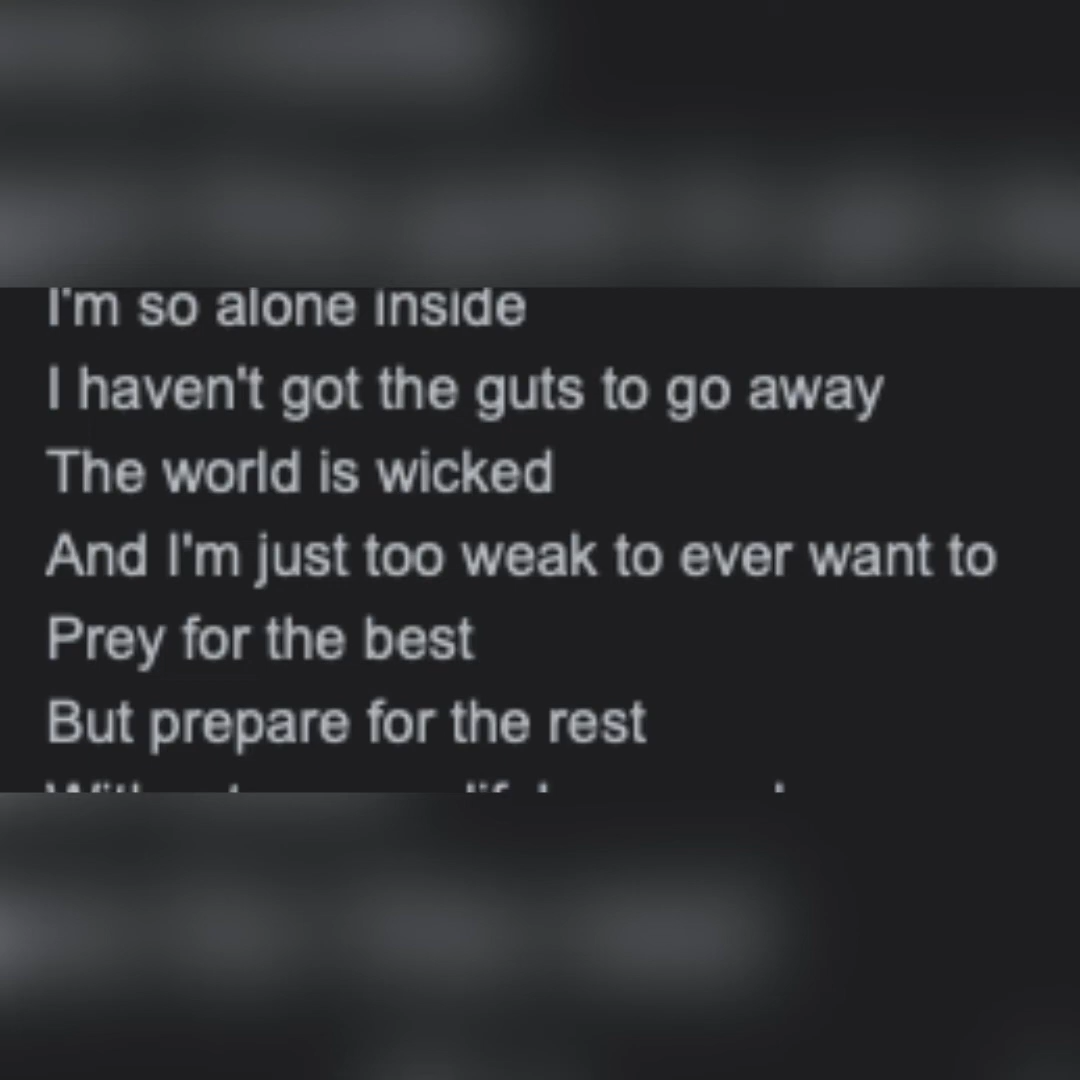 I'm so alone inside
I haven't got the guts to go away
The world is wicked
And I'm just too weak to ever want to
Prey for the best
But prepare for the rest